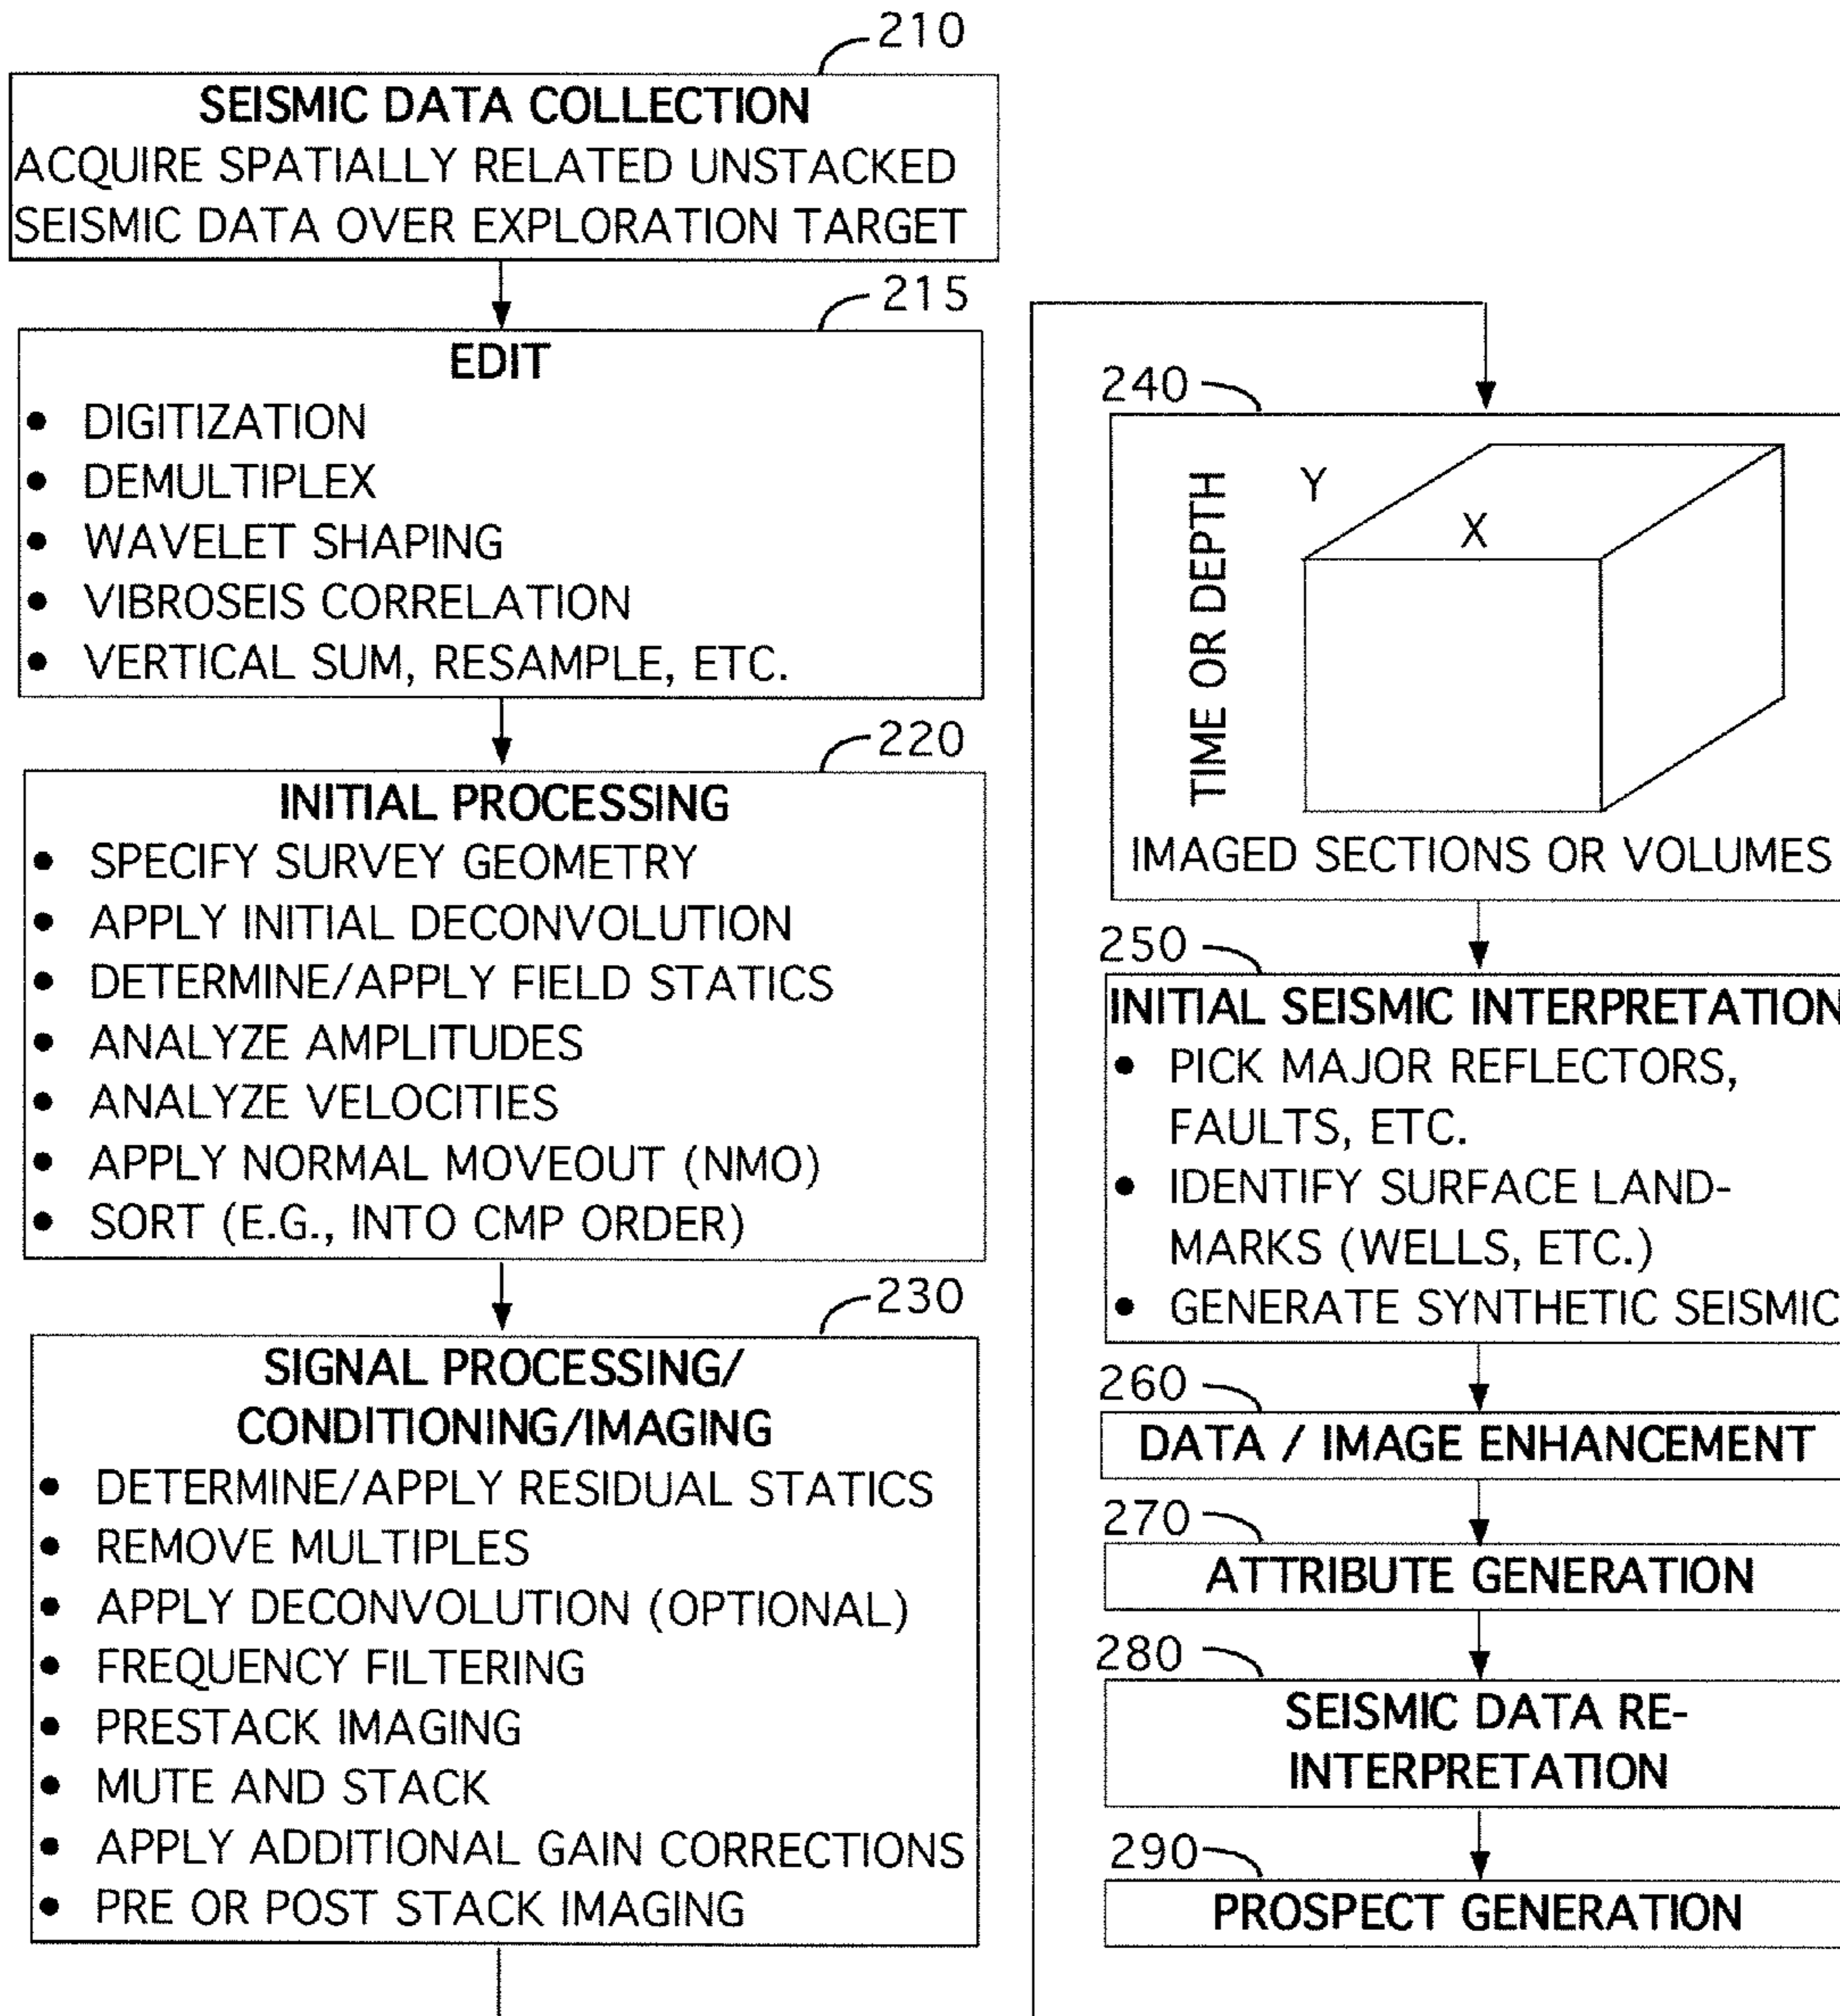 210
SEISMIC DATA COLLECTION
ACQUIRE SPATIALLY RELATED UNSTACKED
SEISMIC DATA OVER EXPLORATION TARGET
215
EDIT
• DIGITIZATION
• DEMULTIPLEX
• WAVELET SHAPING
• VIBROSEIS CORRELATION
• VERTICAL SUM, RESAMPLE, ETC.
220
INITIAL PROCESSING
• SPECIFY SURVEY GEOMETRY
• APPLY INITIAL DECONVOLUTION
• DETERMINE/APPLY FIELD STATICS
• ANALYZE AMPLITUDES
• ANALYZE VELOCITIES
• APPLY NORMAL MOVEOUT (NMO)
• SORT (E.G., INTO CMP ORDER)
230
SIGNAL PROCESSING/
CONDITIONING/IMAGING
• DETERMINE/APPLY RESIDUAL STATICS
• REMOVE MULTIPLES
• APPLY DECONVOLUTION (OPTIONAL)
• FREQUENCY FILTERING
• PRESTACK IMAGING
• MUTE AND STACK
• APPLY ADDITIONAL GAIN CORRECTIONS
• PRE OR POST STACK IMAGING
240
TIME OR DEPTH
Y
X
IMAGED SECTIONS OR VOLUMES
250
INITIAL SEISMIC INTERPRETATION
• PICK MAJOR REFLECTORS,
FAULTS, ETC.
• IDENTIFY SURFACE LAND-
MARKS (WELLS, ETC.)
• GENERATE SYNTHETIC SEISMIC
260
DATA / IMAGE ENHANCEMENT
270
ATTRIBUTE GENERATION
280
SEISMIC DATA RE-
INTERPRETATION
290
PROSPECT GENERATION